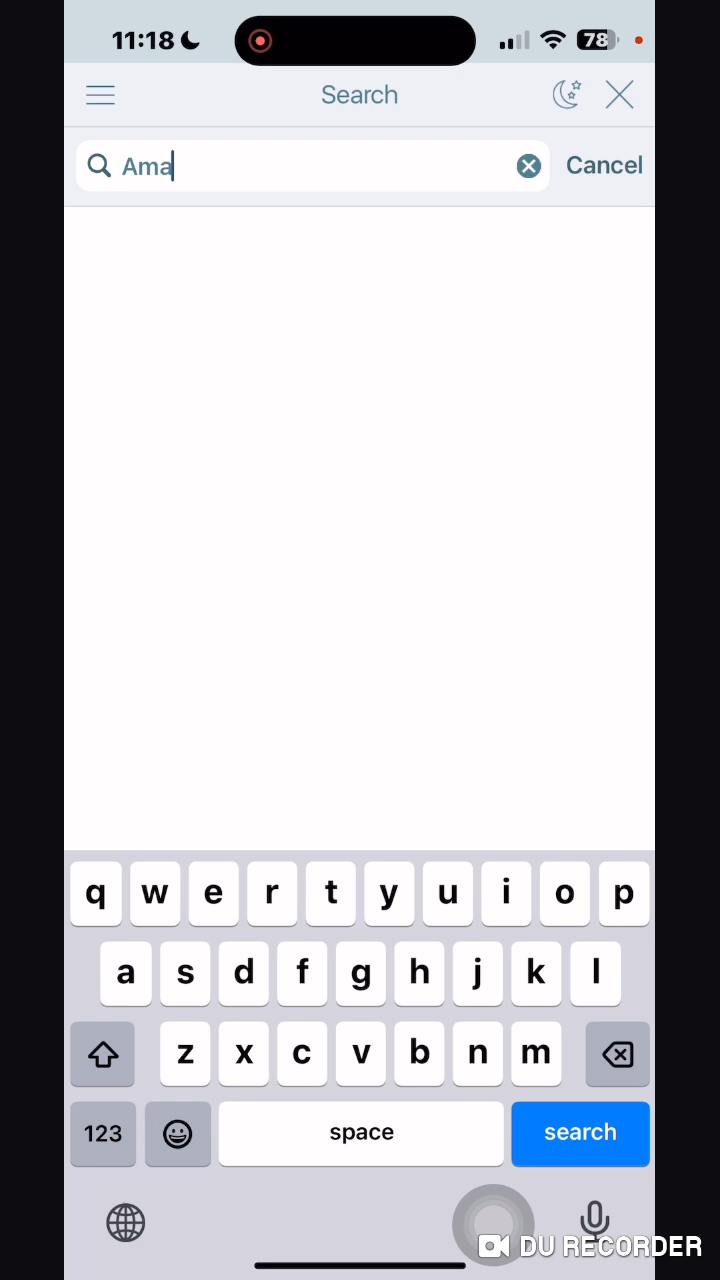 11:18
78
Search
Ama
Cancel
q w e r t y u i o p
a s d f g h j k l
z x c v b n m
123
space
search
DU RECORDER